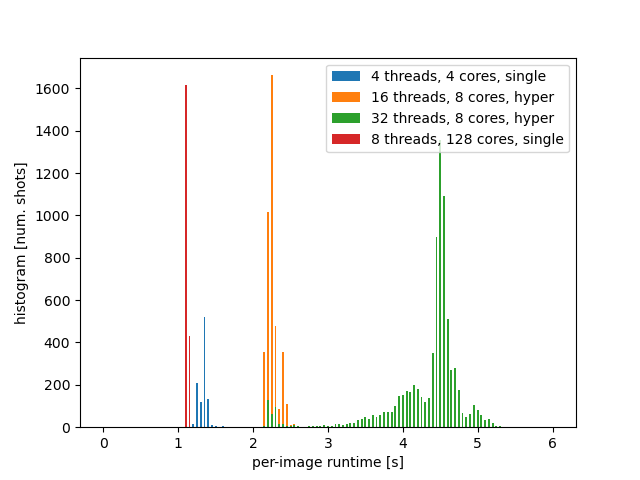 4 threads, 4 cores, single
16 threads, 8 cores, hyper
32 threads, 8 cores, hyper
8 threads, 128 cores, single
histogram [num. shots]
1600
1400
1200
1000
800
600
400
200
0
0 1 2 3 4 5 6
per-image runtime [s]